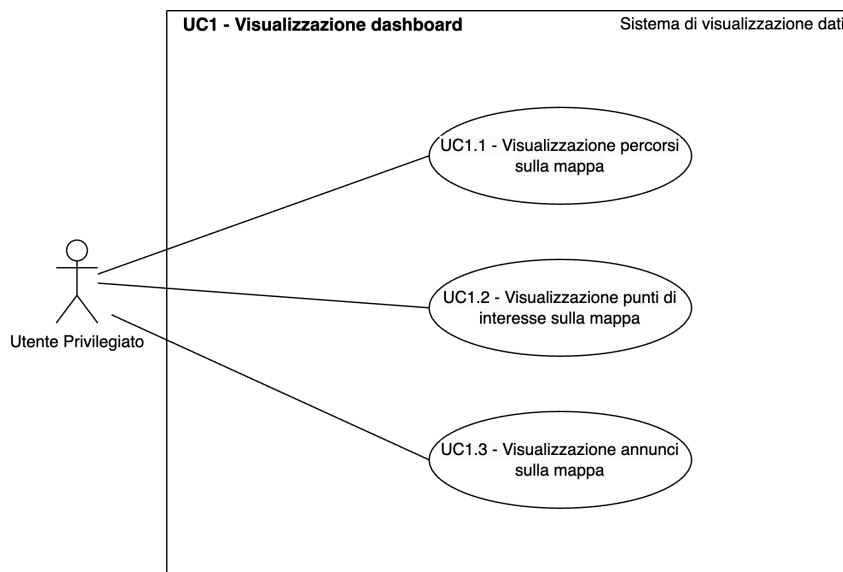 UC1 - Visualizzazione dashboard
Sistema di visualizzazione dati
UC1.1 - Visualizzazione percorsi
sulla mappa
UC1.2 - Visualizzazione punti di
interesse sulla mappa
Utente Privilegiato
UC1.3 - Visualizzazione annunci
sulla mappa